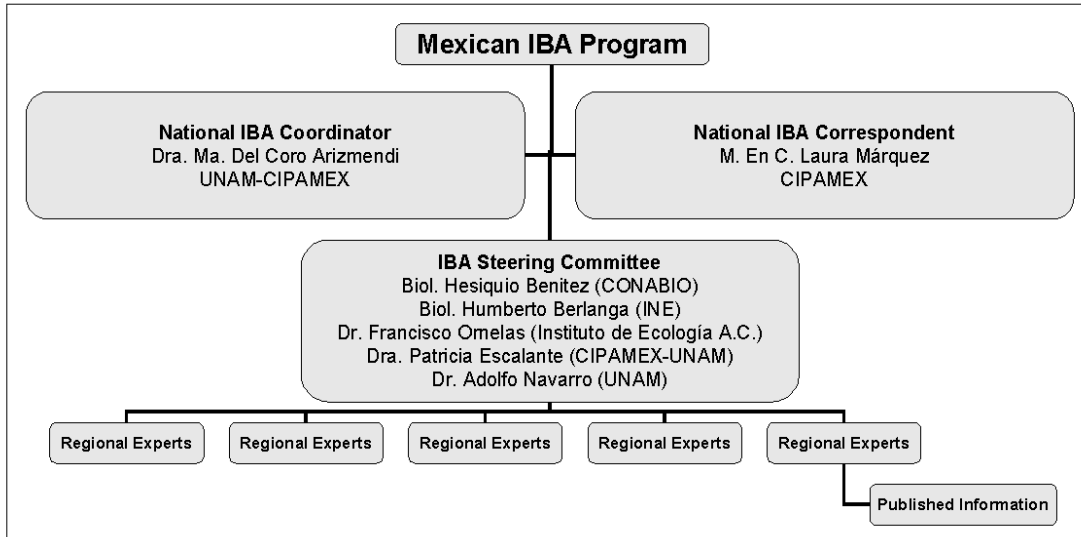 Mexican IBA Program
National IBA Coordinator
Dra. Ma. Del Coro Arizmendi
UNAM-CIPAMEX
National IBA Correspondent
M. En C. Laura Márquez
CIPAMEX
IBA Steering Committee
Biol. Hesiquio Benitez (CONABIO)
Biol. Humberto Berlanga (INE)
Dr. Francisco Ornelas (Instituto de Ecología A.C.)
Dra. Patricia Escalante (CIPAMEX-UNAM)
Dr. Adolfo Navarro (UNAM)
Regional Experts
Regional Experts
Regional Experts
Regional Experts
Regional Experts
Published Information